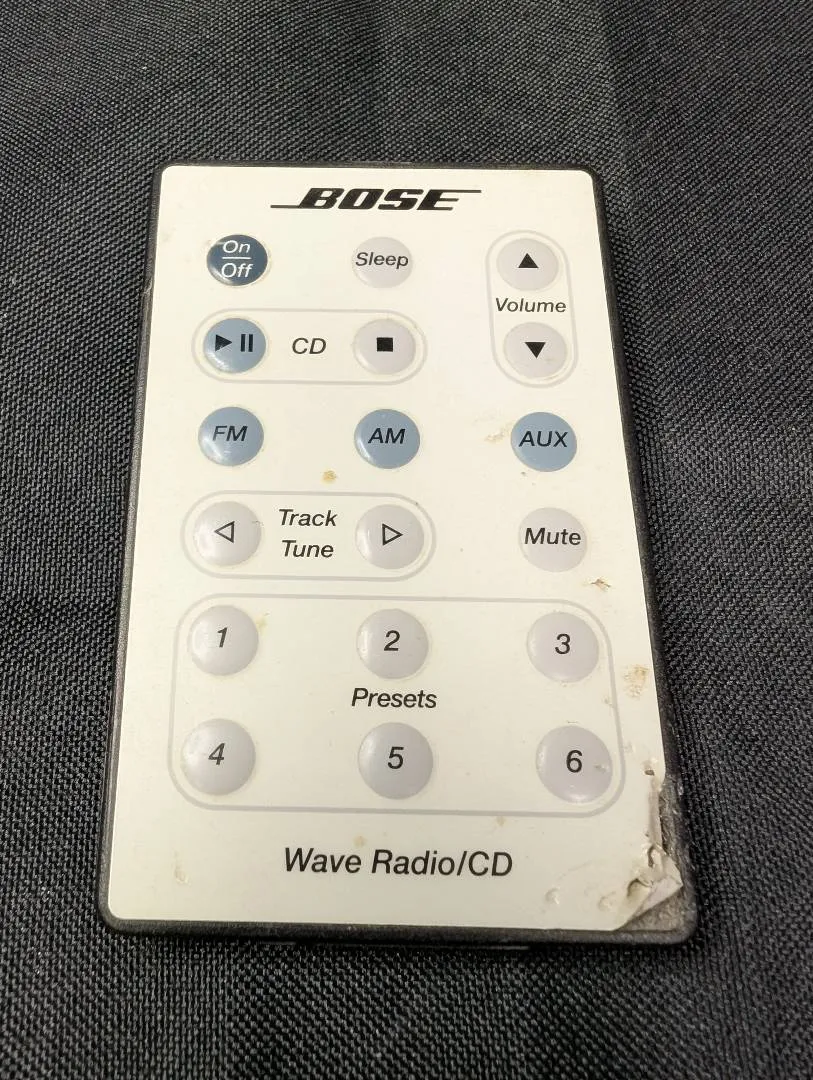 BOSE
On
Off
Sleep
Volume
CD
FM
AM
AUX
Track
Tune
Mute
1
2
3
Presets
4
5
6
Wave Radio/CD